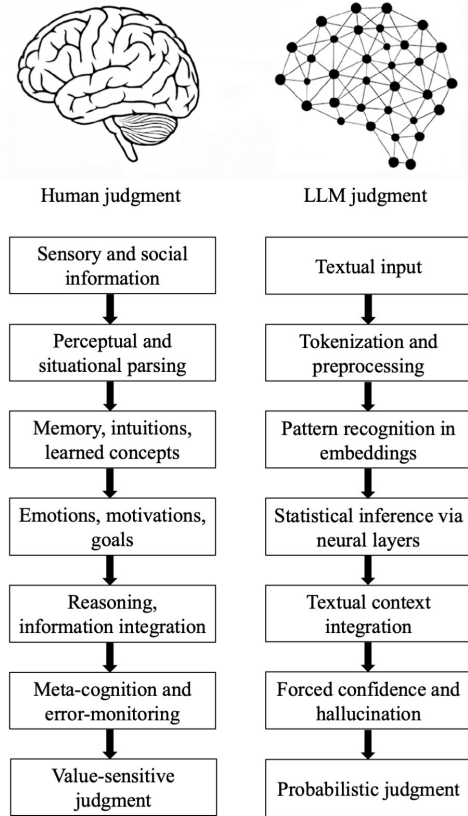 Human judgment
Sensory and social
information
Perceptual and
situational parsing
Memory, intuitions,
learned concepts
Emotions, motivations,
goals
Reasoning,
information integration
Meta-cognition and
error-monitoring
Value-sensitive
judgment
LLM judgment
Textual input
Tokenization and
preprocessing
Pattern recognition in
embeddings
Statistical inference via
neural layers
Textual context
integration
Forced confidence and
hallucination
Probabilistic judgment